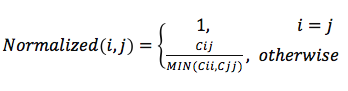 Normalized(i,j) = { 1, i = j
Cij / MIN(Cii,Cjj), otherwise